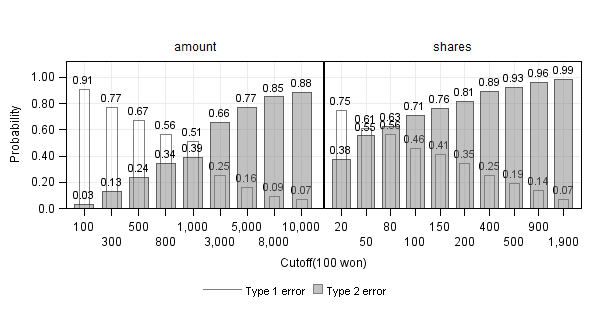 amount shares
1.00
0.80
0.60
0.40
0.20
0.0
Probability
0.91 0.77 0.67 0.56 0.51 0.25 0.16 0.09 0.07
0.03 0.13 0.24 0.34 0.39 0.66 0.77 0.85 0.88
0.75 0.61 0.56 0.46 0.41 0.35 0.25 0.19 0.14 0.07
0.38 0.55 0.63 0.71 0.76 0.81 0.89 0.93 0.96 0.99
100 500 1,000 5,000 10,000 20 80 150 400 900
300 800 3,000 8,000 50 100 200 500 1,900
Cutoff(100 won)
Type 1 error Type 2 error